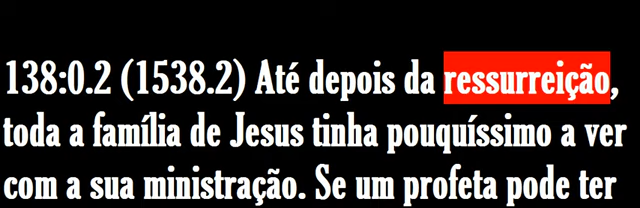 138:0.2 (1538.2) Até depois da ressurreição,
toda a família de Jesus tinha pouquíssimo a ver
com a sua ministração. Se um profeta pode ter